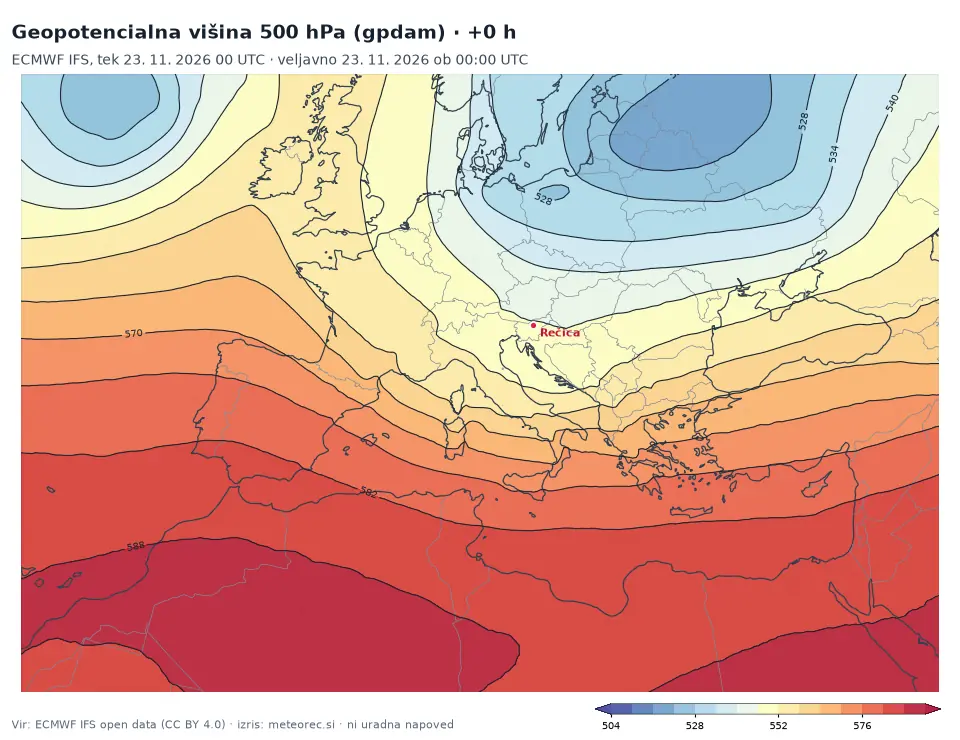 Geopotencialna višina 500 hPa (gpdam) · +0 h
ECMWF IFS, tek 23. 11. 2026 00 UTC · veljavno 23. 11. 2026 ob 00:00 UTC
540
528
534
528
570
Rečica
582
588
504 528 552 576
Vir: ECMWF IFS open data (CC BY 4.0) · izris: meteorec.si · ni uradna napoved